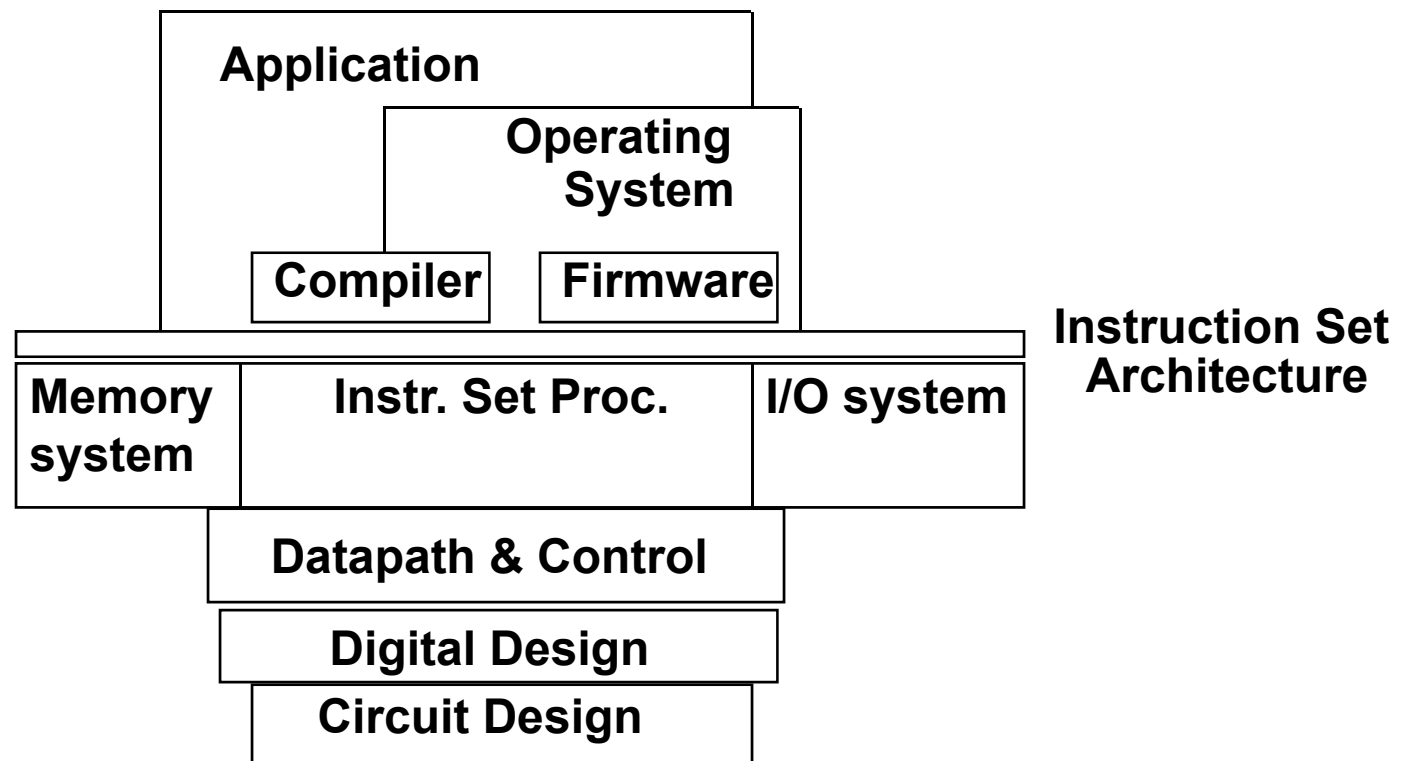 Application
Operating
System
Compiler
Firmware
Instruction Set
Architecture
Memory
system
Instr. Set Proc.
I/O system
Datapath & Control
Digital Design
Circuit Design